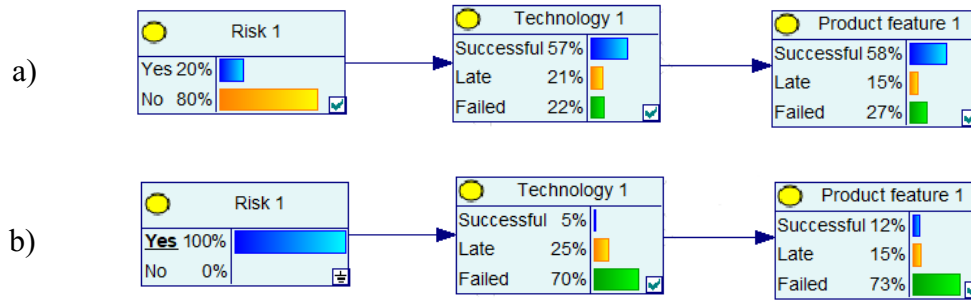 a)
Risk 1
Yes 20%
No 80%
Technology 1
Successful 57%
Late 21%
Failed 22%
Product feature 1
Successful 58%
Late 15%
Failed 27%
b)
Risk 1
Yes 100%
No 0%
Technology 1
Successful 5%
Late 25%
Failed 70%
Product feature 1
Successful 12%
Late 15%
Failed 73%